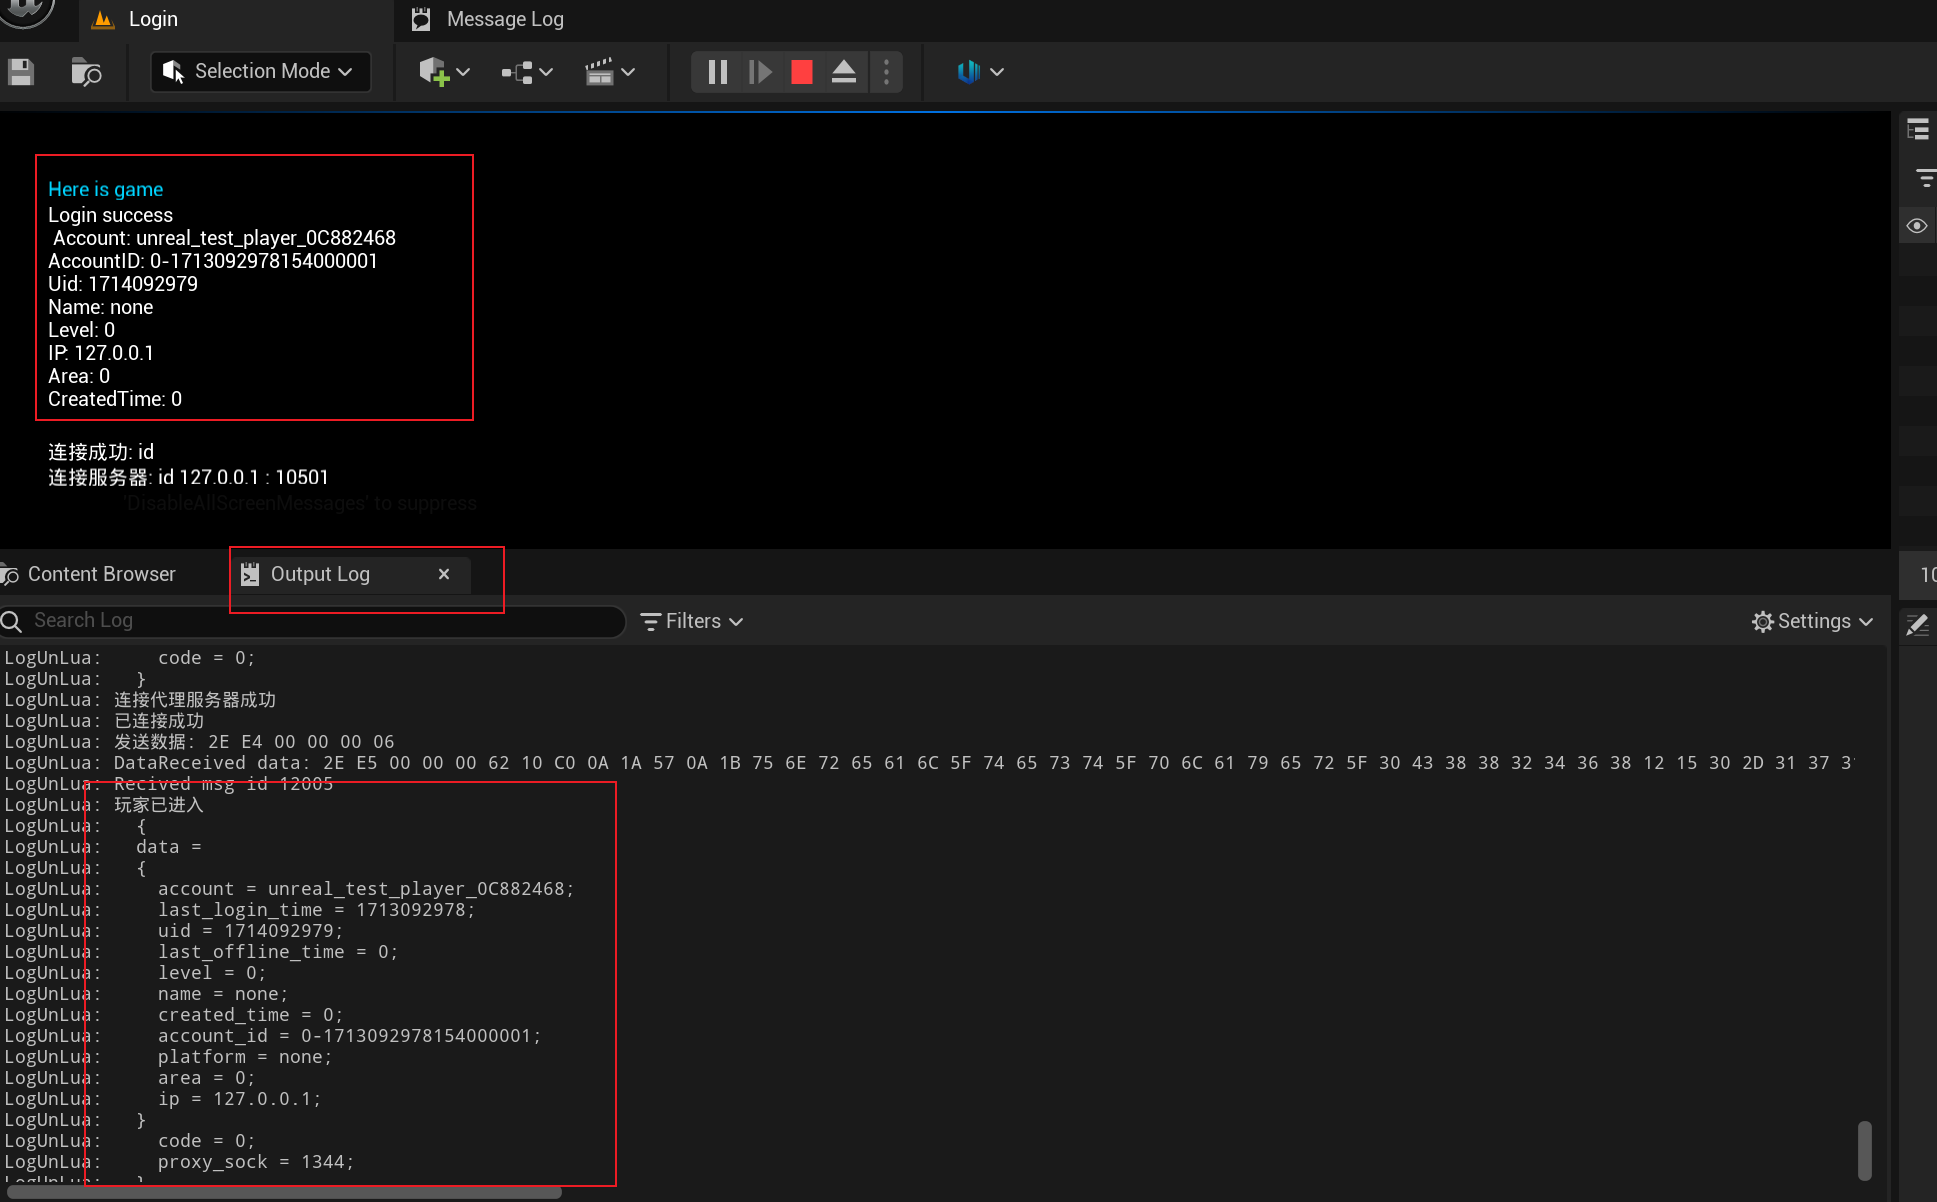 Login
Message Log
Selection Mode
Here is game
Login success
Account: unreal_test_player_0C882468
AccountID: 0-1713092978154000001
Uid: 1714092979
Name: none
Level: 0
IP: 127.0.0.1
Area: 0
CreatedTime: 0
连接成功: id
连接服务器: id 127.0.0.1 : 10501
'DisableAllScreenMessages' to suppress
Content Browser
Output Log
10
Search Log
Filters
Settings
LogUnLua: code = 0;
LogUnLua: }
LogUnLua: 连接代理服务器成功
LogUnLua: 已连接成功
LogUnLua: 发送数据: 2E E4 00 00 00 06
LogUnLua: DataReceived data: 2E E5 00 00 00 62 10 C0 0A 1A 57 0A 1B 75 6E 72 65 61 6C 5F 74 65 73 74 5F 70 6C 61 79 65 72 5F 30 43 38 38 32 34 36 38 12 15 30 2D 31 37 3
LogUnLua: Recived msg id 12005
LogUnLua: 玩家已进入
LogUnLua: {
LogUnLua: data =
LogUnLua: {
LogUnLua: account = unreal_test_player_0C882468;
LogUnLua: last_login_time = 1713092978;
LogUnLua: uid = 1714092979;
LogUnLua: last_offline_time = 0;
LogUnLua: level = 0;
LogUnLua: name = none;
LogUnLua: created_time = 0;
LogUnLua: account_id = 0-1713092978154000001;
LogUnLua: platform = none;
LogUnLua: area = 0;
LogUnLua: ip = 127.0.0.1;
LogUnLua: }
LogUnLua: code = 0;
LogUnLua: proxy_sock = 1344;
LogUnLua: }